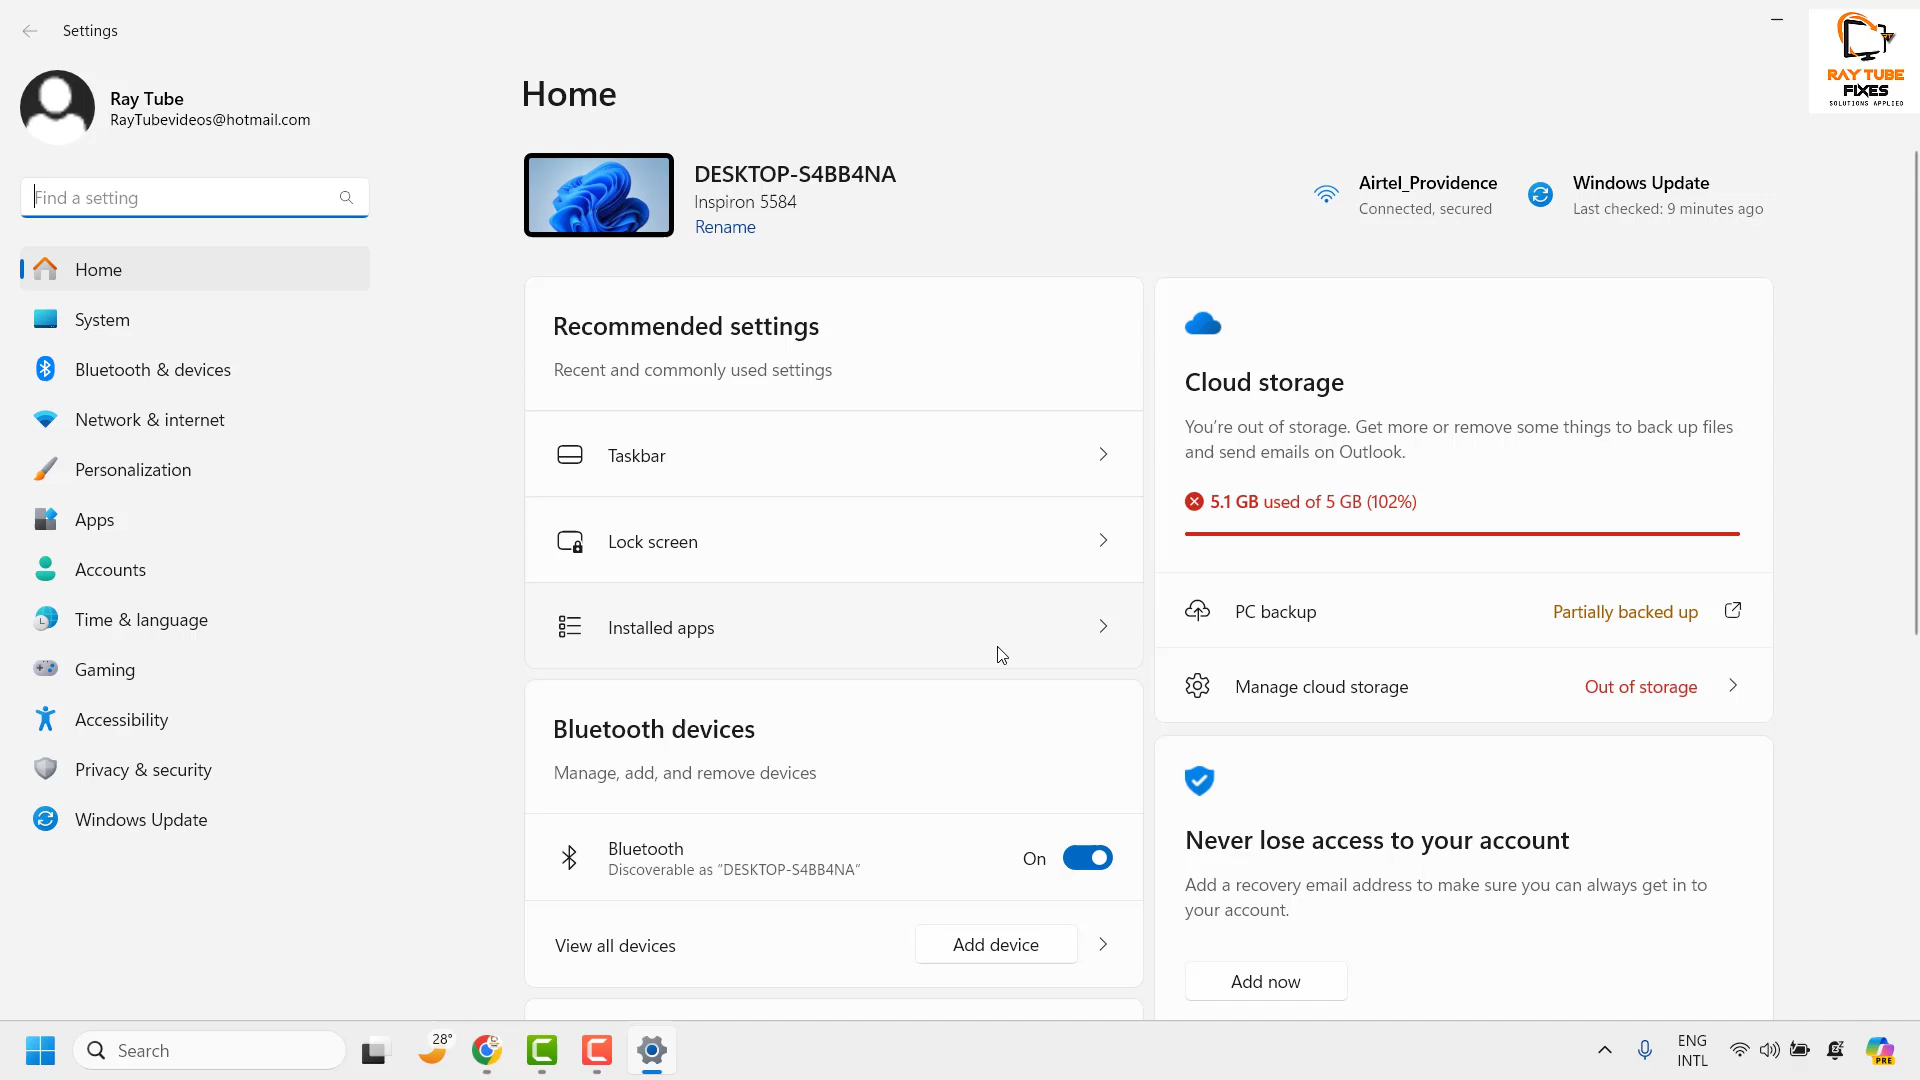 Settings
RAY TUBE
FIXES
SOLUTIONS APPLIED
Ray Tube
RayTubevideos@hotmail.com
Find a setting
Home
System
Bluetooth & devices
Network & internet
Personalization
Apps
Accounts
Time & language
Gaming
Accessibility
Privacy & security
Windows Update
Home
DESKTOP-S4BB4NA
Inspiron 5584
Rename
Airtel_Providence
Connected, secured
Windows Update
Last checked: 9 minutes ago
Recommended settings
Recent and commonly used settings
Taskbar
Lock screen
Installed apps
Bluetooth devices
Manage, add, and remove devices
Bluetooth
Discoverable as "DESKTOP-S4BB4NA"
On
View all devices
Add device
Cloud storage
You're out of storage. Get more or remove some things to back up files
and send emails on Outlook.
5.1 GB used of 5 GB (102%)
PC backup
Partially backed up
Manage cloud storage
Out of storage
Never lose access to your account
Add a recovery email address to make sure you can always get in to
your account.
Add now
Search
28°
ENG
INTL
PRE